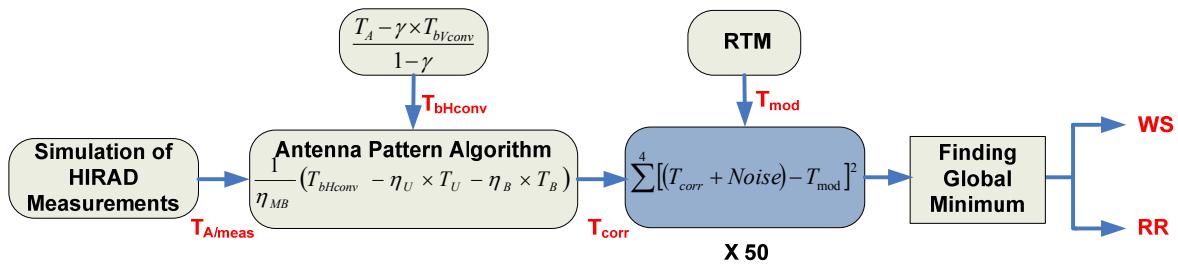 T_A − γ × T_bVconv
1 − γ
RTM
T_bHconv
T_mod
Simulation of
HIRAD
Measurements
T_A/meas
Antenna Pattern Algorithm
1/η_MB (T_bHconv − η_U × T_U − η_B × T_B)
T_corr
4
∑[(T_corr + Noise) − T_mod]²
X 50
Finding
Global
Minimum
WS
RR